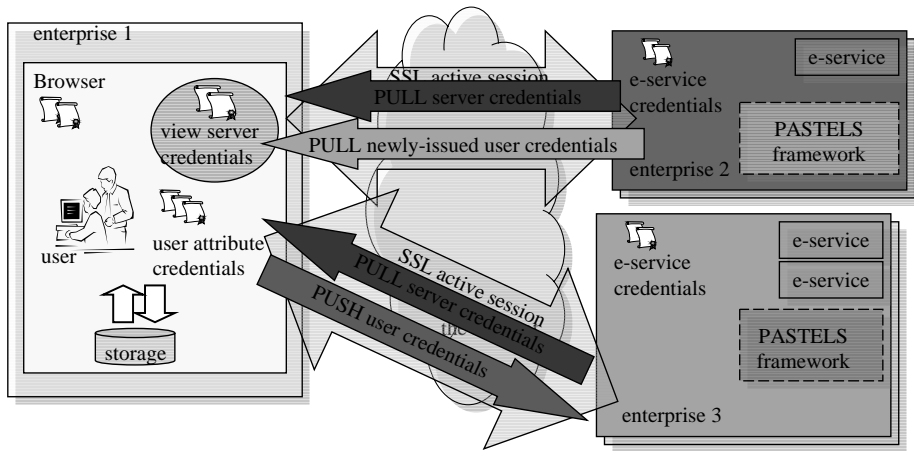 enterprise 1
Browser
view server
credentials
user
user attribute
credentials
storage
SSL active session
PULL server credentials
PULL newly-issued user credentials
SSL active session
PULL server credentials
PUSH user credentials
the
e-service
credentials
e-service
PASTELS
framework
enterprise 2
e-service
credentials
e-service
e-service
PASTELS
framework
enterprise 3